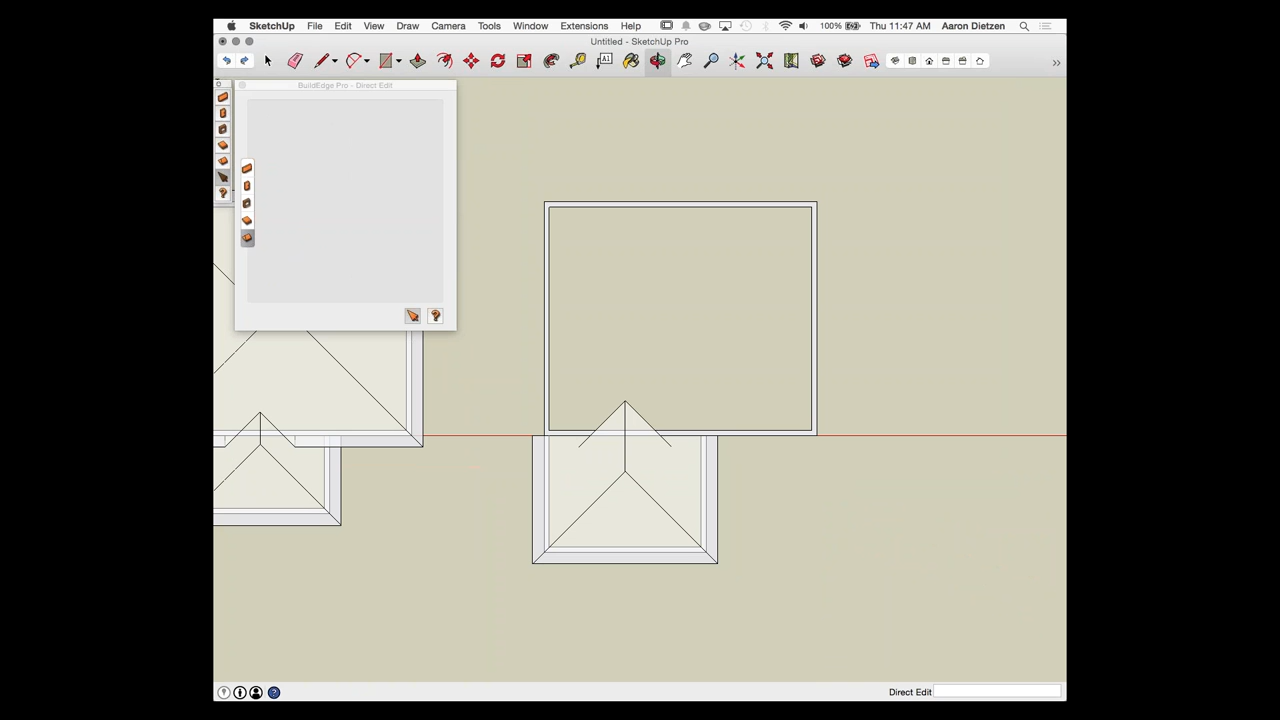 SketchUp File Edit View Draw Camera Tools Window Extensions Help 100% Thu 11:47 AM Aaron Dietzen
Untitled - SketchUp Pro
A1
BuildEdge Pro - Direct Edit
Direct Edit